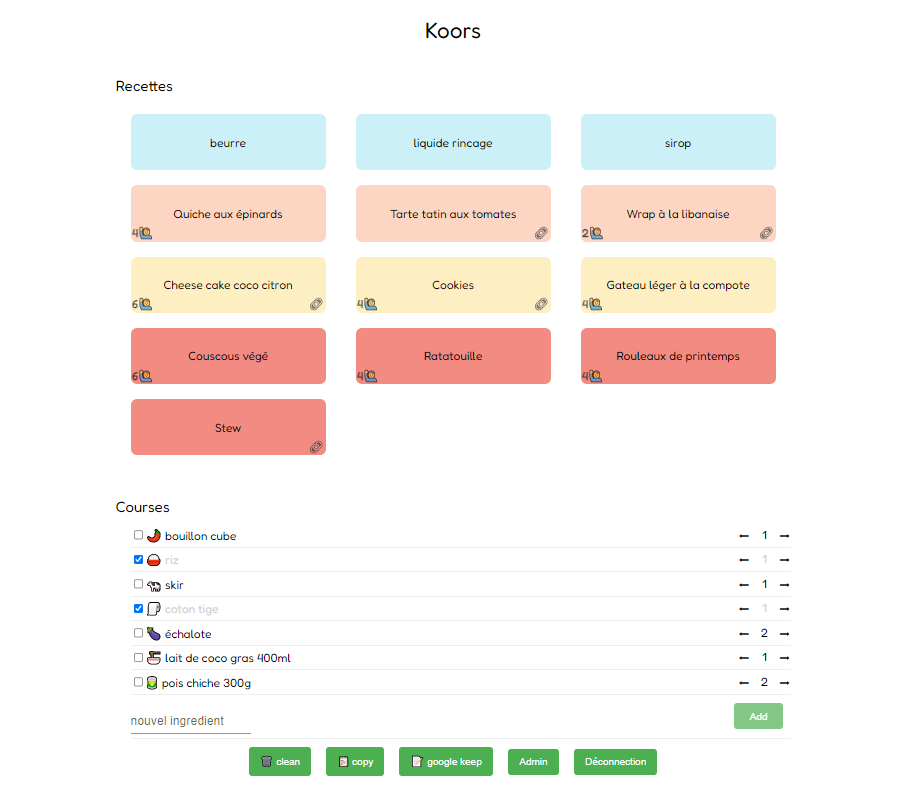 Koors
Recettes
beurre
liquide rincage
sirop
Quiche aux épinards
4
Tarte tatin aux tomates
Wrap à la libanaise
2
Cheese cake coco citron
6
Cookies
4
Gateau léger à la compote
4
Couscous végé
6
Ratatouille
4
Rouleaux de printemps
4
Stew
Courses
bouillon cube ← 1 →
riz ← 1 →
skir ← 1 →
coton tige ← 1 →
échalote ← 2 →
lait de coco gras 400ml ← 1 →
pois chiche 300g ← 2 →
nouvel ingredient Add
clean copy google keep Admin Déconnection